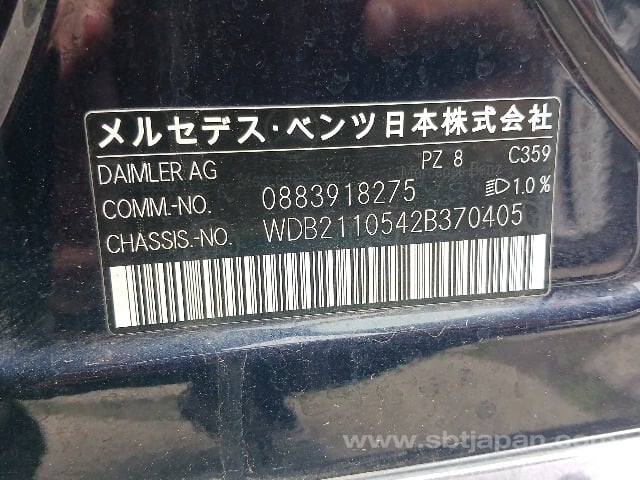 メルセデス・ベンツ日本株式会社
DAIMLER AG PZ 8 C359
COMM.-NO. 0883918275 1.0 %
CHASSIS.-NO. WDB2110542B370405
www.sbtjapan.com